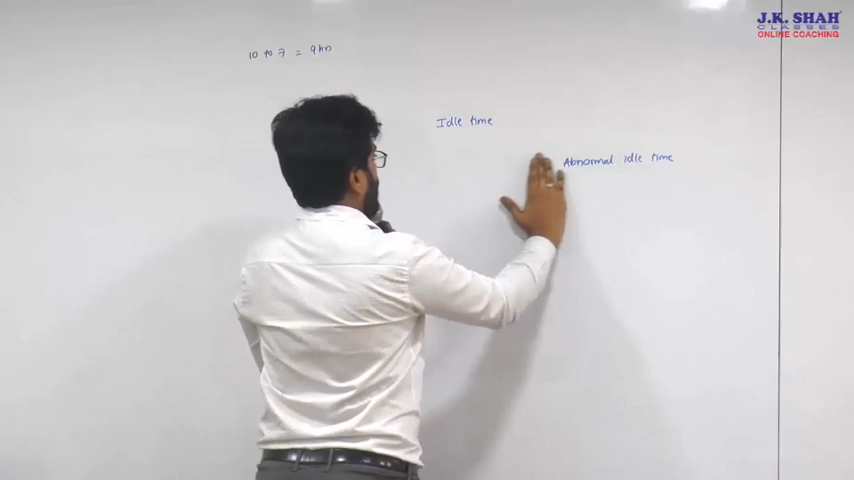 J.K. SHAH
CLASSES
ONLINE COACHING
10 to 7 = 9hrs
Idle time
Abnormal idle time